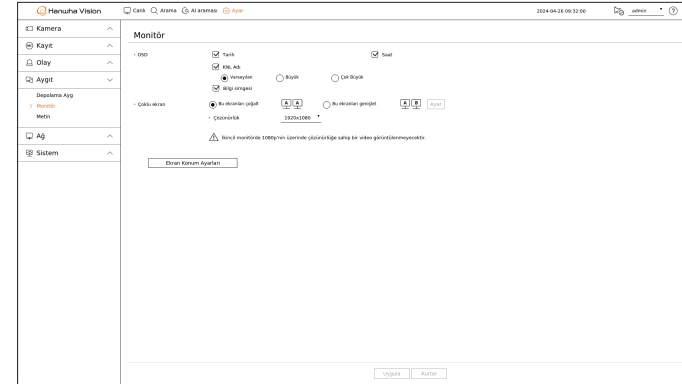 Hanwha Vision
Canlı Arama AI araması Ayar
2024-04-20 09:32:00 admin
Kamera
Kayıt
Olay
Aygıt
Depolama Ayg
> Monitör
Metin
Ağ
Sistem
Monitör
• OSD
Tarih
Saat
KNL Adı
Varsayılan Büyük Çok Büyük
Bilgi simgesi
• Çoklu ekran
Bu ekranları çoğalt A A Bu ekranları genişlet A B Ayar
• Çözünürlük 1920x1080
İkincil monitörde 1080p'nin üzerinde çözünürlüğe sahip bir video görüntülenmeyecektir.
Ekran Konum Ayarları
Uygula Kurtar